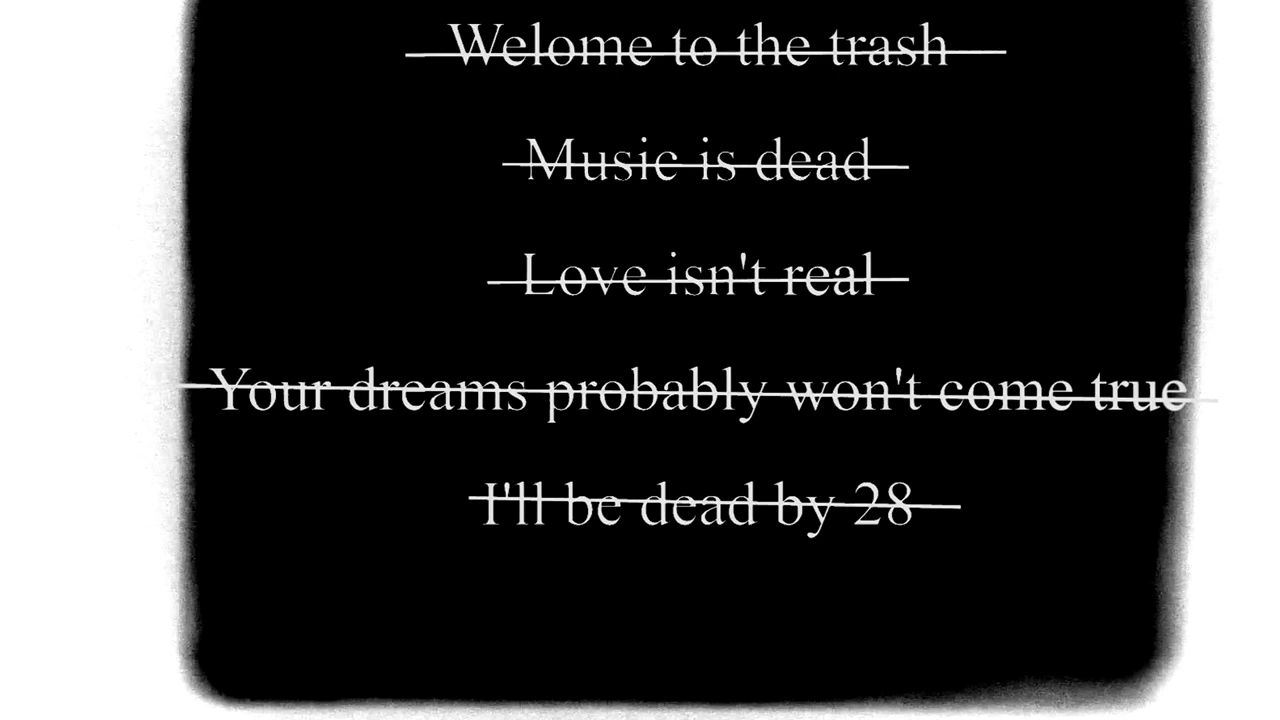 Welome to the trash
Music is dead
Love isn't real
Your dreams probably won't come true
I'll be dead by 28